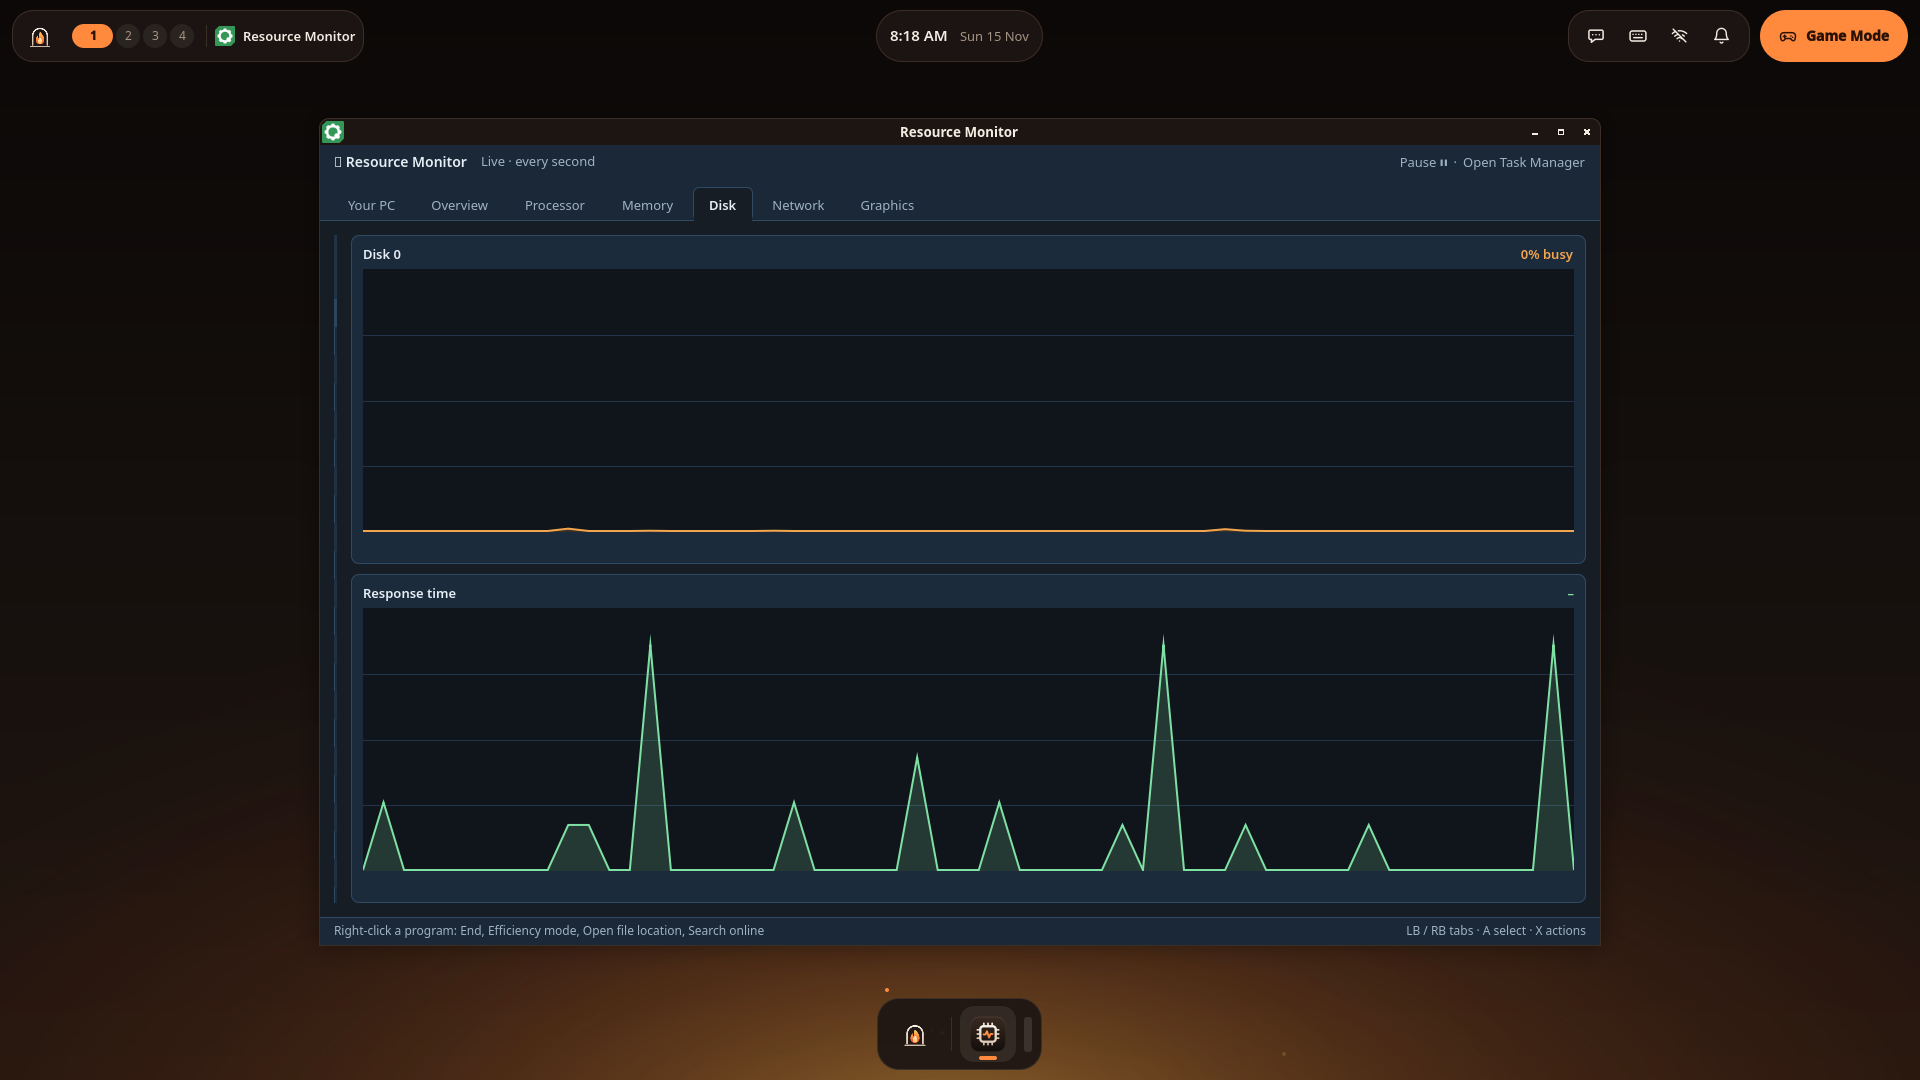 1 2 3 4 Resource Monitor
8:18 AM Sun 15 Nov
Game Mode
Resource Monitor
Resource Monitor Live · every second
Pause · Open Task Manager
Your PC Overview Processor Memory Disk Network Graphics
Disk 0 0% busy
Response time –
Right-click a program: End, Efficiency mode, Open file location, Search online
LB / RB tabs · A select · X actions